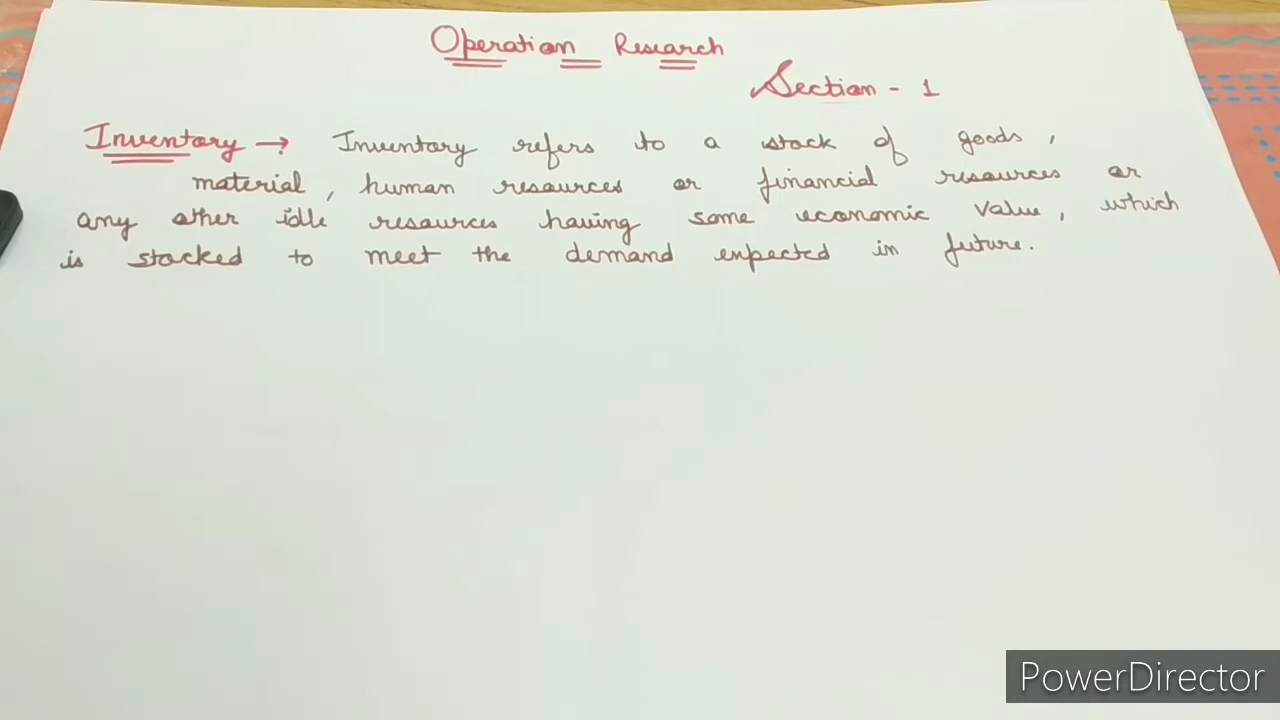 Operation Research
Section - 1
Inventory → Inventory refers to a stock of goods,
material, human resources or financial resources or
any other idle resources having some economic value, which
is stocked to meet the demand expected in future.
PowerDirector